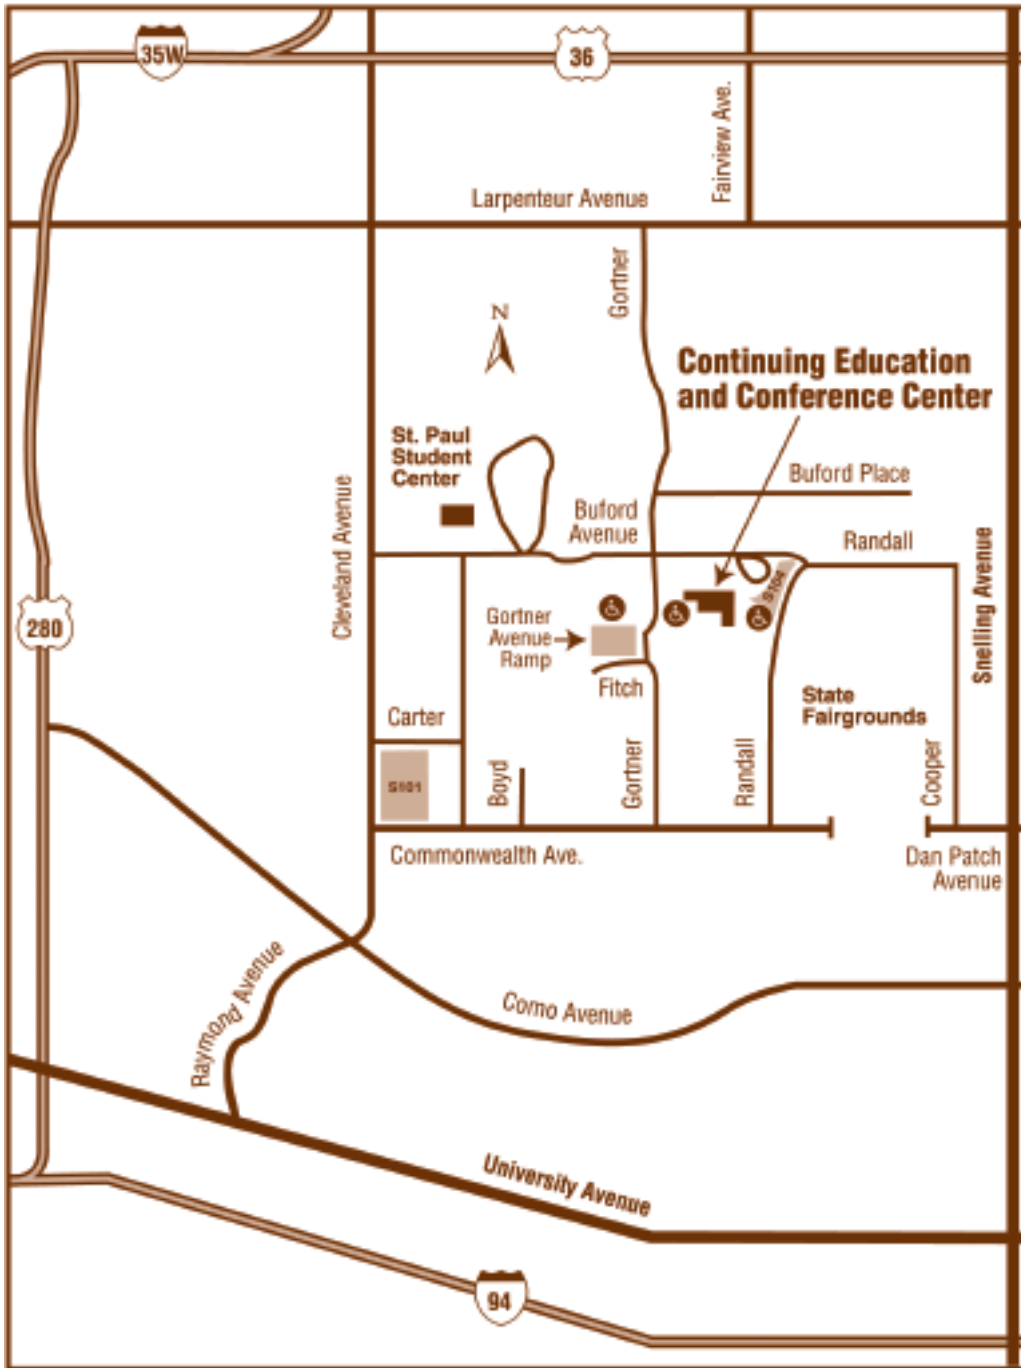 35W
36
Fairview Ave.
Larpenteur Avenue
Gortner
N
Continuing Education
and Conference Center
St. Paul
Student
Center
Buford Place
Cleveland Avenue
Buford
Avenue
Randall
Snelling Avenue
S104
280
Gortner
Avenue
Ramp
Fitch
State
Fairgrounds
Carter
S101
Boyd
Gortner
Randall
Cooper
Commonwealth Ave.
Dan Patch
Avenue
Raymond Avenue
Como Avenue
University Avenue
94